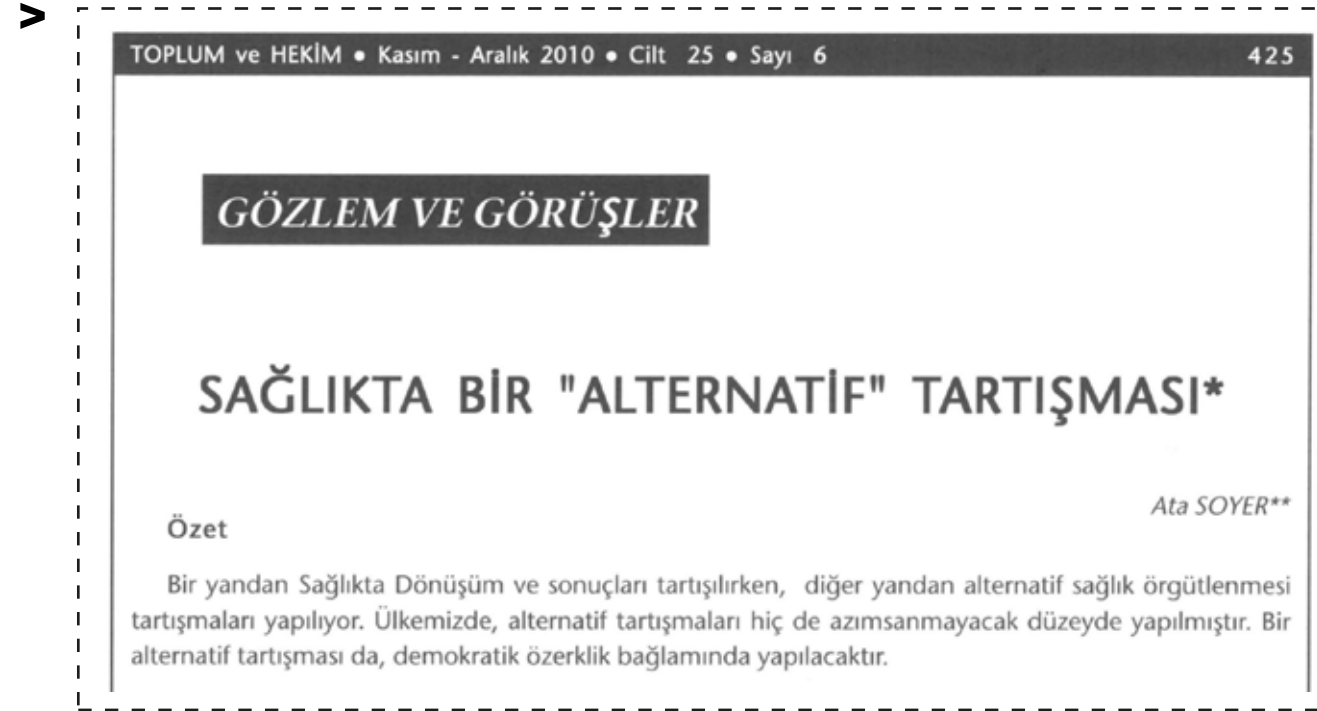 >
TOPLUM ve HEKİM • Kasım - Aralık 2010 • Cilt 25 • Sayı 6 425
GÖZLEM VE GÖRÜŞLER
SAĞLIKTA BİR "ALTERNATİF" TARTIŞMASI*
Ata SOYER**
Özet
Bir yandan Sağlıkta Dönüşüm ve sonuçları tartışılırken, diğer yandan alternatif sağlık örgütlenmesi
tartışmaları yapılıyor. Ülkemizde, alternatif tartışmaları hiç de azımsanmayacak düzeyde yapılmıştır. Bir
alternatif tartışması da, demokratik özerklik bağlamında yapılacaktır.